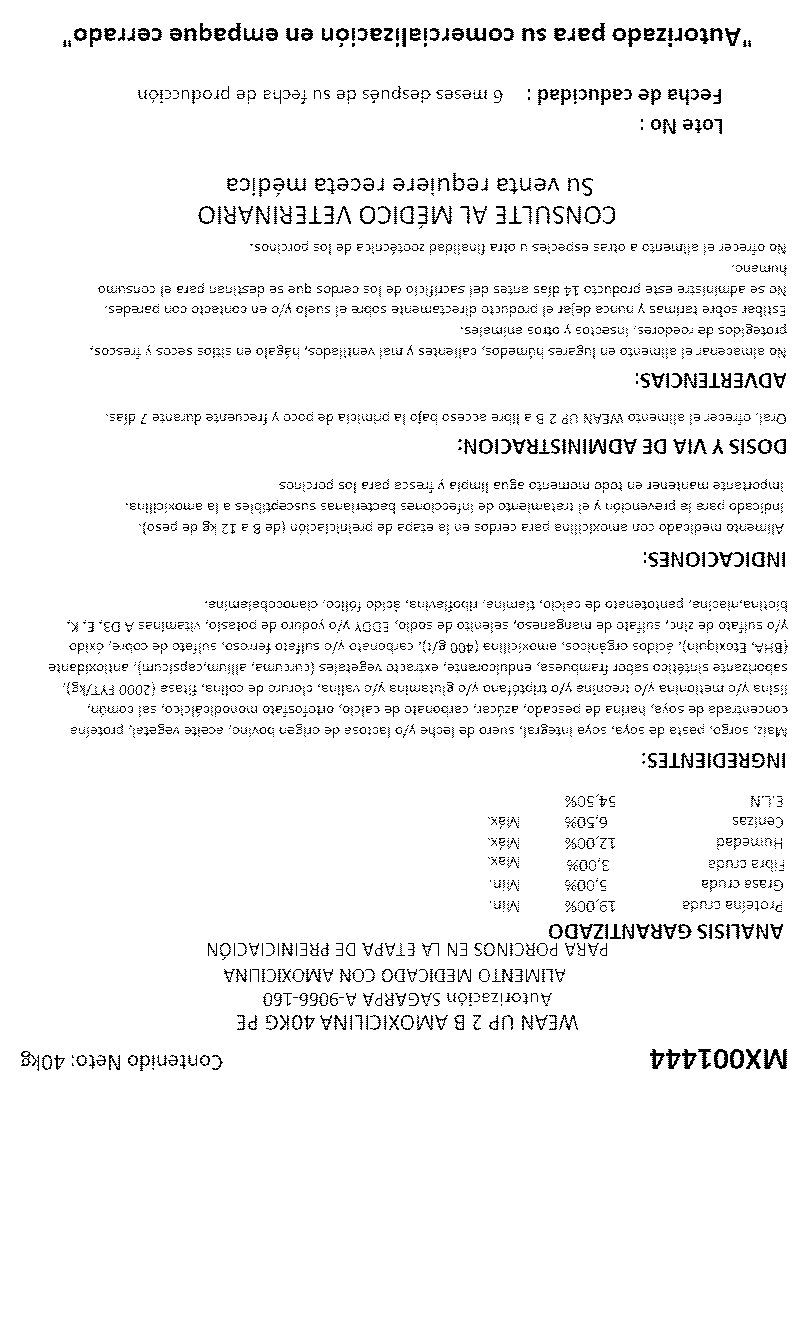 MX001444 Contenido Neto: 40kg
WEAN UP 2 B AMOXICILINA 40KG PE
Autorización SAGARPA A-9066-160
ALIMENTO MEDICADO CON AMOXICILINA
PARA PORCINOS EN LA ETAPA DE PREINICIACIÓN
ANALISIS GARANTIZADO
Proteína cruda 19,00% Min.
Grasa cruda 5,00% Min.
Fibra cruda 3,00% Max.
Humedad 12,00% Máx.
Cenizas 6,50% Máx.
E.L.N 54,50%
INGREDIENTES:
Maíz, sorgo, pasta de soya, soya integral, suero de leche y/o lactosa de origen bovino, aceite vegetal, proteína
concentrada de soya, harina de pescado, azúcar, carbonato de calcio, ortofosfato monodicálcico, sal común,
lisina y/o metionina y/o treonina y/o triptófano y/o glutamina y/o valina, cloruro de colina, fitasa (2000 FYT/kg),
saborizante sintético sabor frambuesa, endulcorante, extracto vegetales (curcuma, allium,capsicum), antioxidante
(BHA, Etoxiquin), ácidos orgánicos, amoxicilina (400 g/t), carbonato y/o sulfato ferroso, sulfato de cobre, óxido
y/o sulfato de zinc, sulfato de manganeso, selenito de sodio, EDDY y/o yoduro de potasio, vitaminas A D3, E, K,
biotina,niacina, pantotenato de calcio, tiamina, riboflavina, ácido fólico, cianocobalamina.
INDICACIONES:
Alimento medicado con amoxicilina para cerdos en la etapa de preiniciación (de 8 a 12 kg de peso).
Indicado para la prevención y el tratamiento de infecciones bacterianas susceptibles a la amoxicilina.
Importante mantener en todo momento agua limpia y fresca para los porcinos
DOSIS Y VIA DE ADMINISTRACION:
Oral, ofrecer el alimento WEAN UP 2 B a libre acceso bajo la primicia de poco y frecuente durante 7 días.
ADVERTENCIAS:
No almacenar el alimento en lugares húmedos, calientes y mal ventilados, hágalo en sitios secos y frescos,
protegidos de roedores, insectos y otros animales.
Estibar sobre tarimas y nunca dejar el producto directamente sobre el suelo y/o en contacto con paredes.
No se administre este producto 14 días antes del sacrificio de los cerdos que se destinan para el consumo
humano.
No ofrecer el alimento a otras especies u otra finalidad zootécnica de los porcinos.
CONSULTE AL MÉDICO VETERINARIO
Su venta requiere receta médica
Lote No :
Fecha de caducidad : 6 meses después de su fecha de producción
"Autorizado para su comercialización en empaque cerrado"